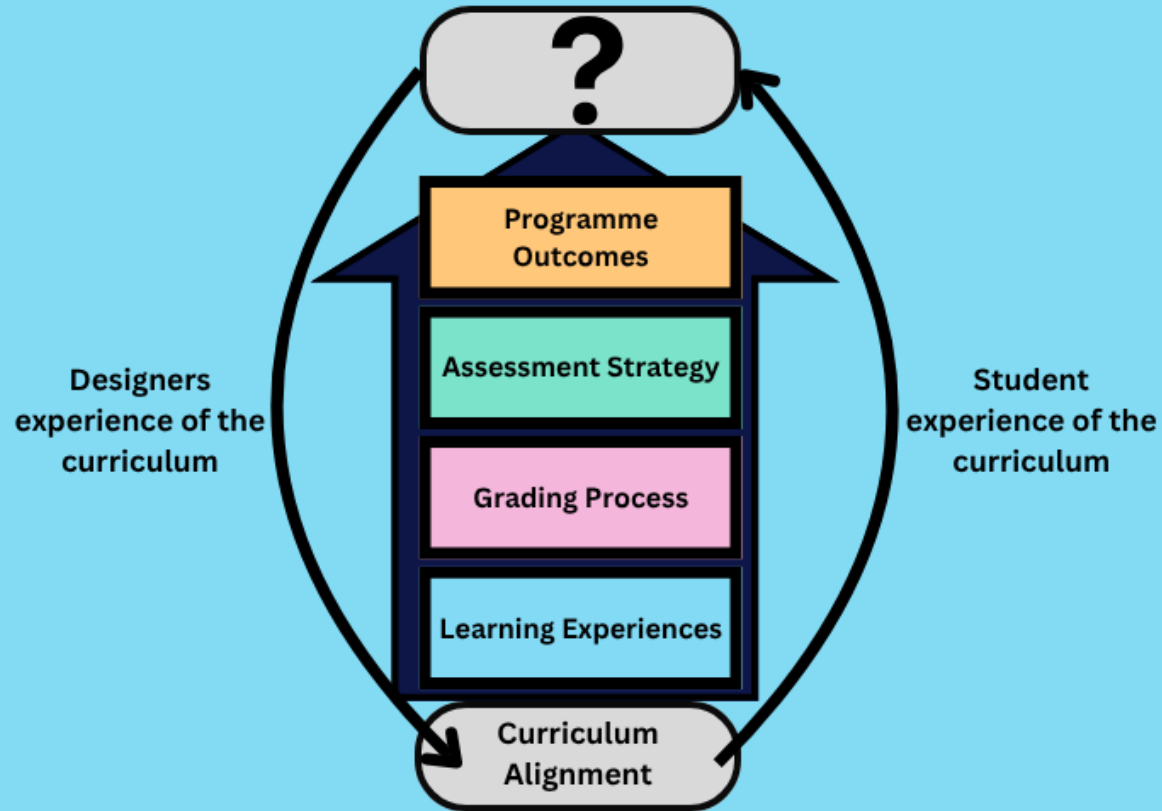 ?
Programme
Outcomes
Assessment Strategy
Designers
experience of the
curriculum
Student
experience of the
curriculum
Grading Process
Learning Experiences
Curriculum
Alignment